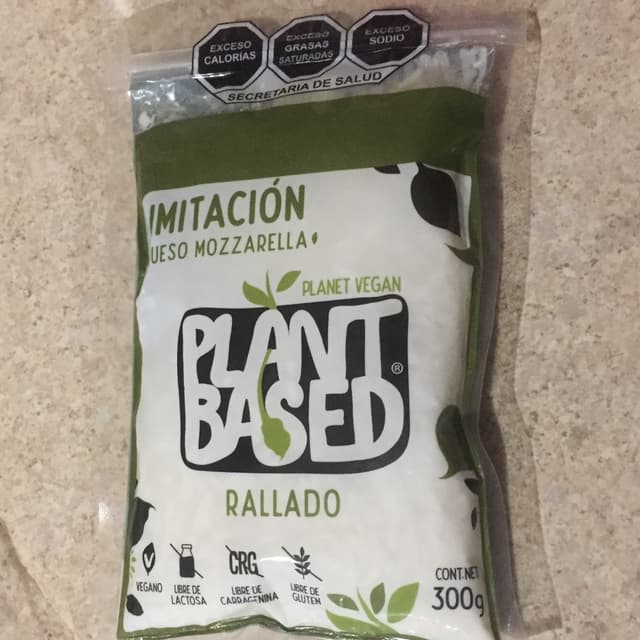 EXCESO
CALORÍAS
EXCESO
GRASAS
SATURADAS
EXCESO
SODIO
SECRETARIA DE SALUD
IMITACIÓN
UESO MOZZARELLA
PLANET VEGAN
PLANT
BASED®
RALLADO
VEGANO
LIBRE DE
LACTOSA
CRG
LIBRE DE
CARRAGENINA
LIBRE DE
GLUTEN
CONT.NET
300g